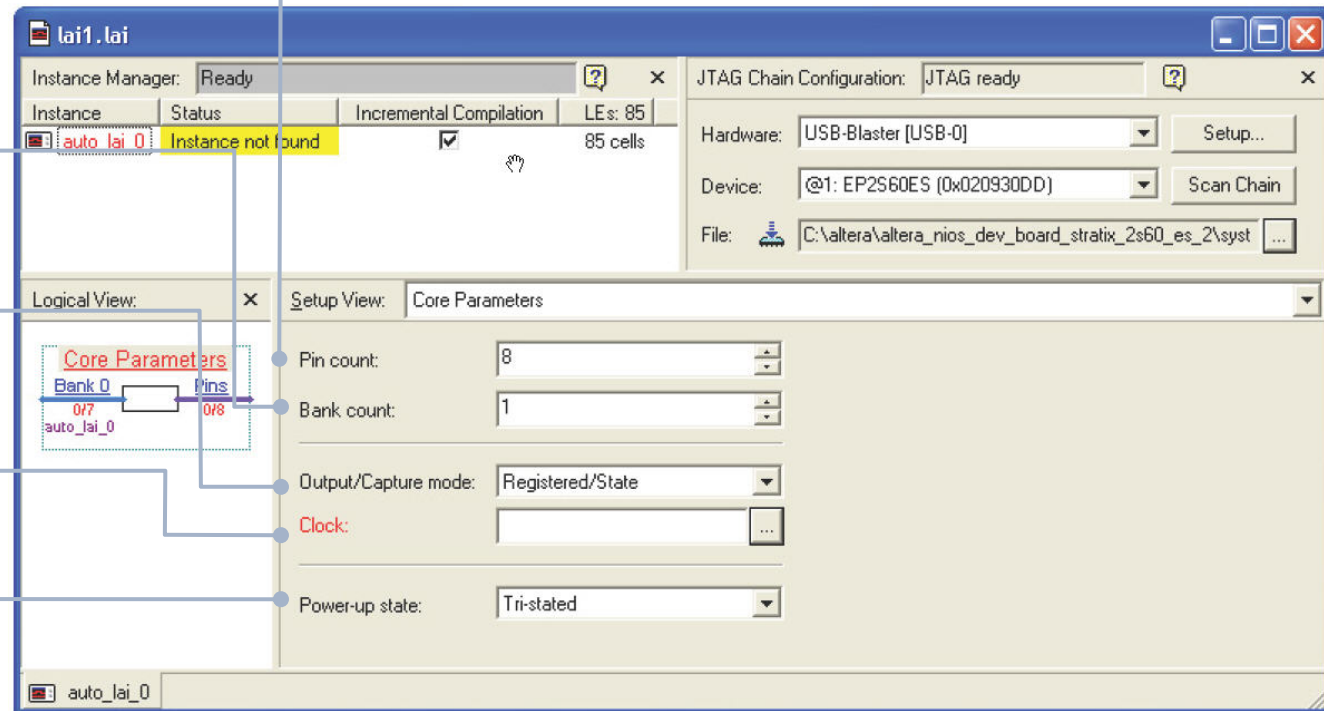 lai1.lai
Instance Manager: Ready
Instance Status Incremental Compilation LEs: 85
auto_lai_0 Instance not found 85 cells
JTAG Chain Configuration: JTAG ready
Hardware: USB-Blaster [USB-0] Setup...
Device: @1: EP2S60ES (0x020930DD) Scan Chain
File: C:\altera\altera_nios_dev_board_stratix_2s60_es_2\syst ...
Logical View:
Core Parameters
Bank 0 Pins
0/7 0/8
auto_lai_0
Setup View: Core Parameters
Pin count: 8
Bank count: 1
Output/Capture mode: Registered/State
Clock: ...
Power-up state: Tri-stated
auto_lai_0